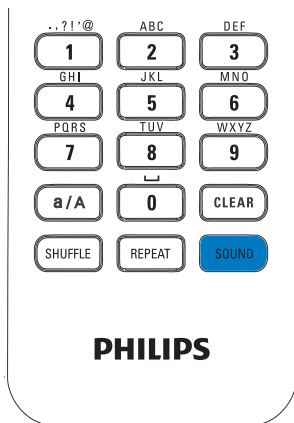 .,?!'@ ABC DEF
1 2 3
GHI JKL MNO
4 5 6
PQRS TUV WXYZ
7 8 9
a/A 0 CLEAR
SHUFFLE REPEAT SOUND
PHILIPS